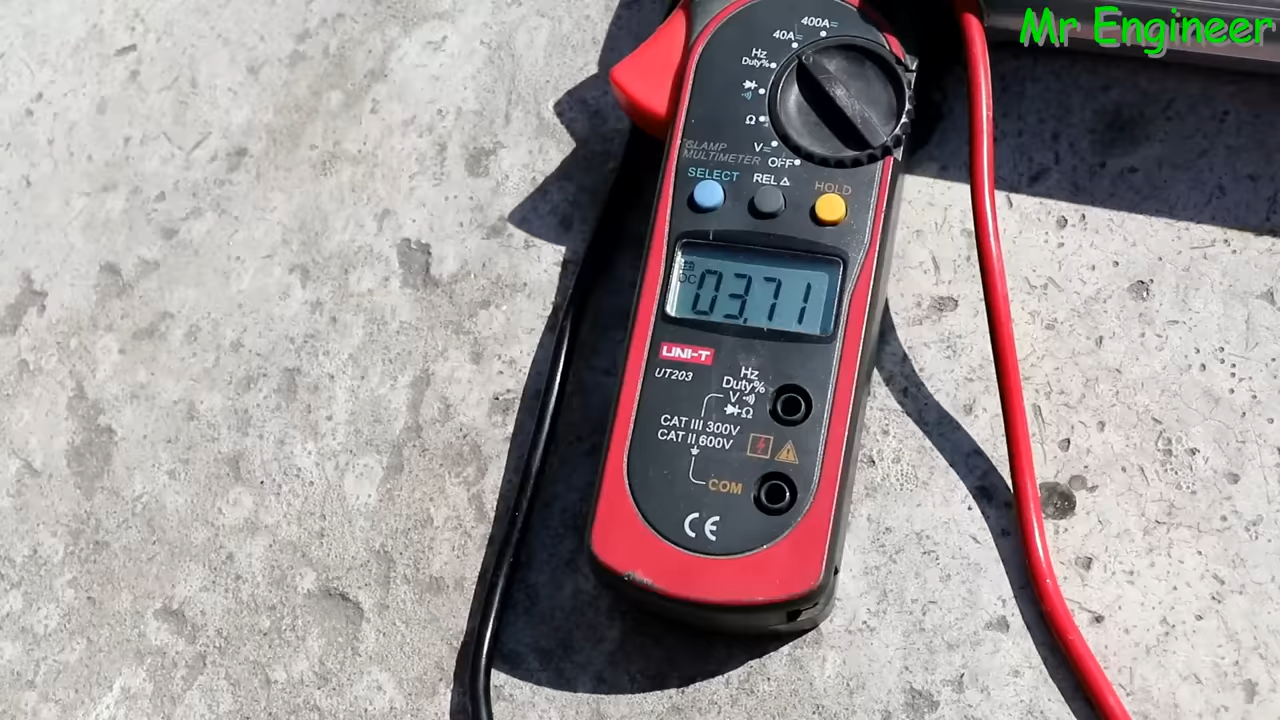 Mr Engineer
400A=
40A=
Hz
Duty%
Ω
V=
OFF
CLAMP
MULTIMETER
SELECT
REL△
HOLD
DC
03.71
UNI-T
UT203
Hz
Duty%
V
Ω
CAT III 300V
CAT II 600V
COM
CE